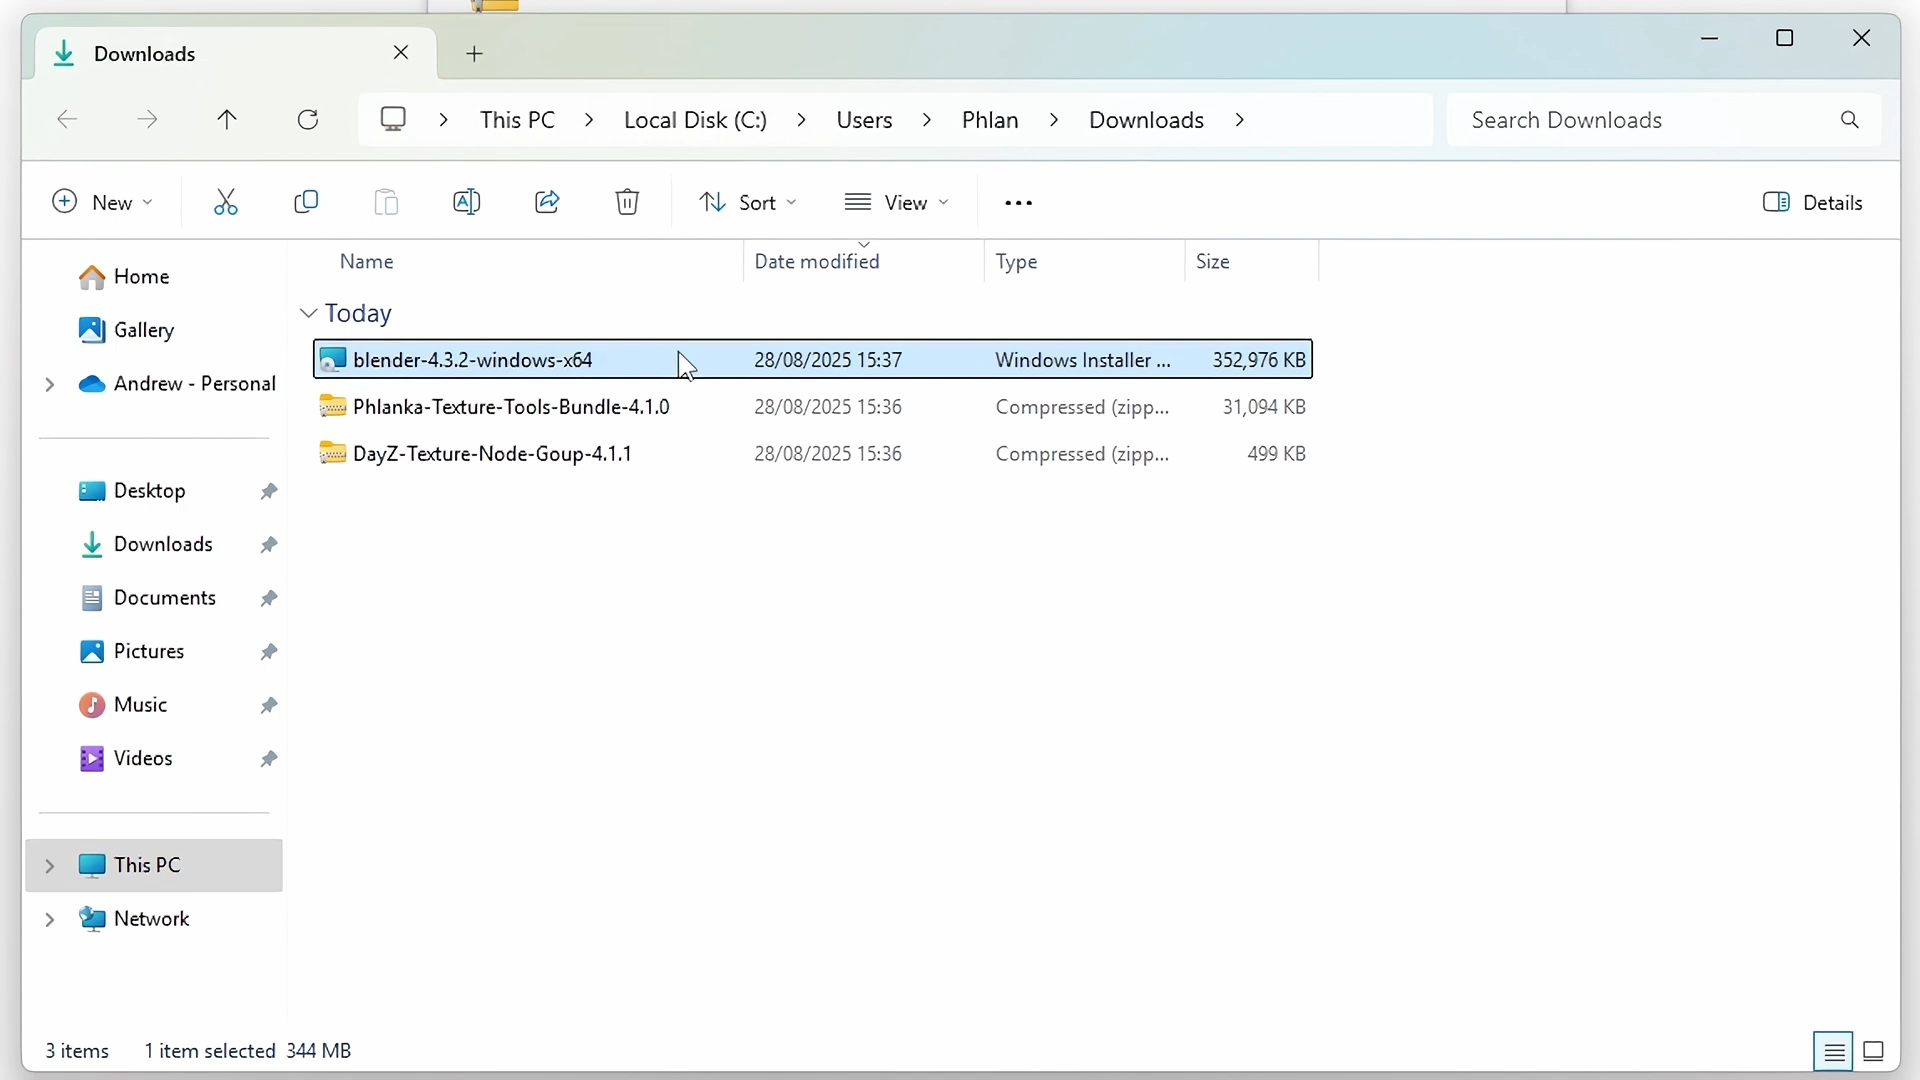 Downloads
This PC > Local Disk (C:) > Users > Phlan > Downloads >
Search Downloads
New
Sort
View
Details
Name
Date modified
Type
Size
Home
Gallery
Andrew - Personal
Desktop
Downloads
Documents
Pictures
Music
Videos
This PC
Network
Today
blender-4.3.2-windows-x64 28/08/2025 15:37 Windows Installer ... 352,976 KB
Phlanka-Texture-Tools-Bundle-4.1.0 28/08/2025 15:36 Compressed (zipp... 31,094 KB
DayZ-Texture-Node-Goup-4.1.1 28/08/2025 15:36 Compressed (zipp... 499 KB
3 items 1 item selected 344 MB